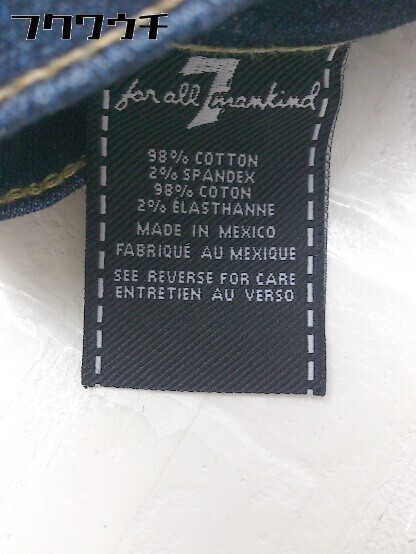 フクワウチ
7
for all mankind
98% COTTON
2% SPANDEX
98% COTON
2% ÉLASTHANNE
MADE IN MEXICO
FABRIQUÉ AU MEXIQUE
SEE REVERSE FOR CARE
ENTRETIEN AU VERSO